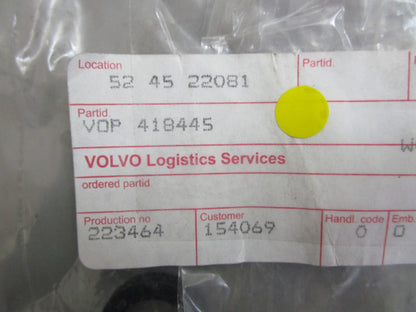 Location Partid.
52 45 22081
Partid
VOP 418445
VOLVO Logistics Services
ordered partid
Production no Customer Handl. code Emb.
223464 154069 0 0